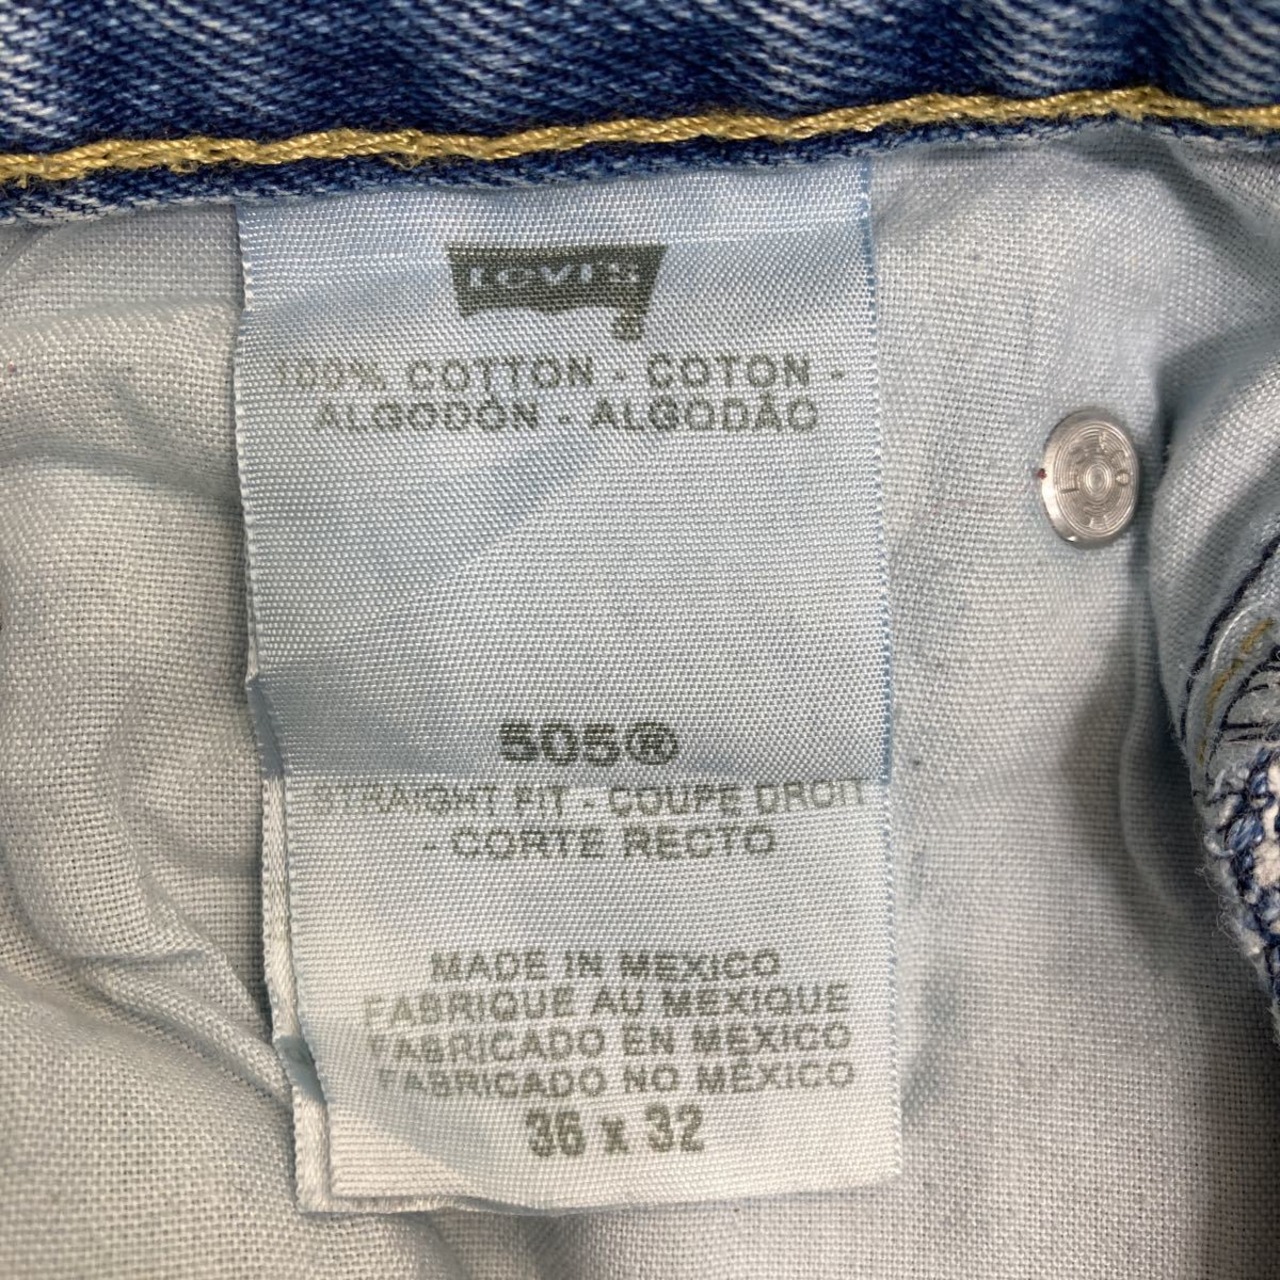 Levi's
®
100% COTTON - COTON -
ALGODÓN - ALGODÃO
505®
STRAIGHT FIT - COUPE DROIT
- CORTE RECTO
MADE IN MEXICO
FABRIQUE AU MEXIQUE
FABRICADO EN MEXICO
FABRICADO NO MÉXICO
36 x 32